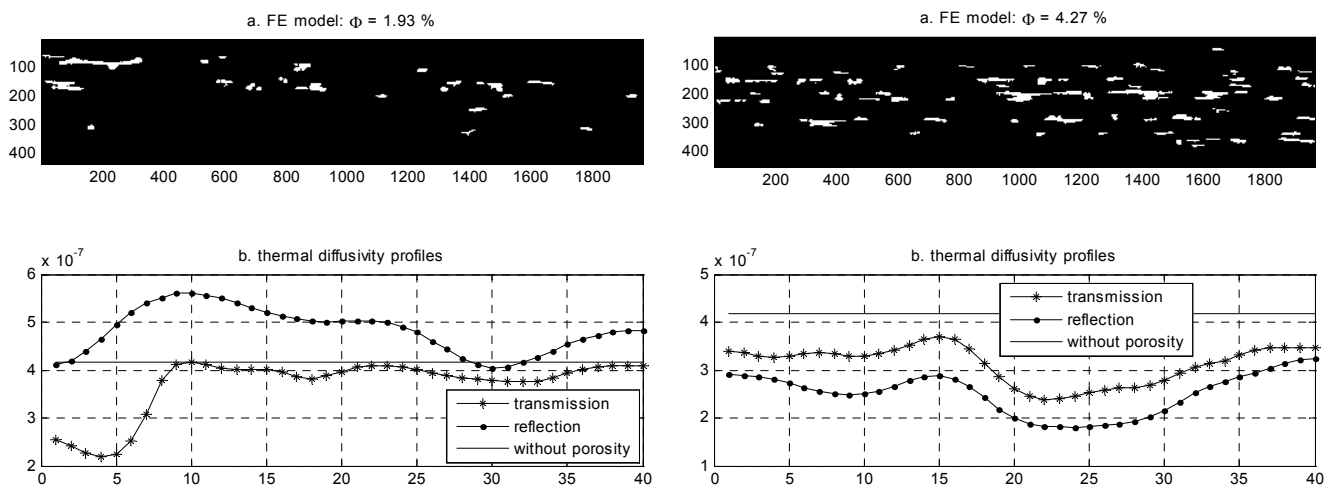 a. FE model: Φ = 1.93 %
100
200
300
400
200 400 600 800 1000 1200 1400 1600 1800
b. thermal diffusivity profiles
x 10⁻⁷
6
5
4
3
2
0 5 10 15 20 25 30 35 40
transmission
reflection
without porosity
a. FE model: Φ = 4.27 %
100
200
300
400
200 400 600 800 1000 1200 1400 1600 1800
b. thermal diffusivity profiles
x 10⁻⁷
5
4
3
2
1
0 5 10 15 20 25 30 35 40
transmission
reflection
without porosity